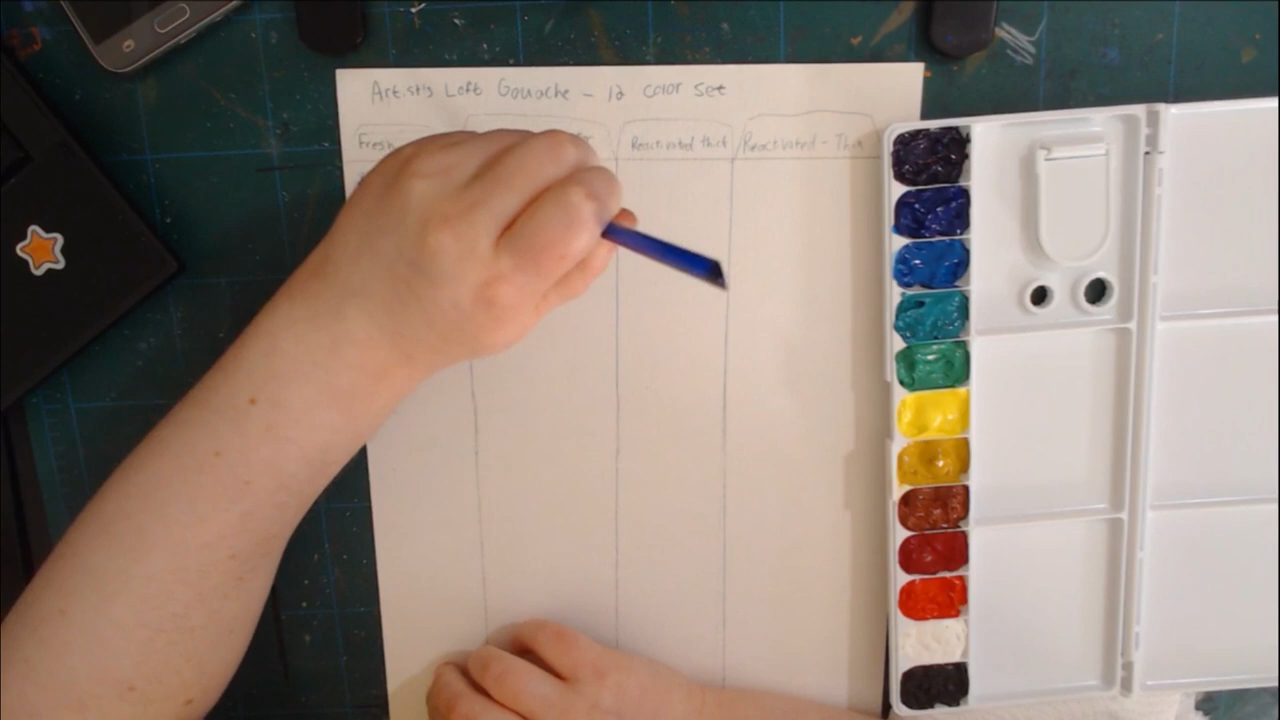 Artist's Loft Gouache - 12 color set
Fresh Reactivated thick Reactivated - Thin